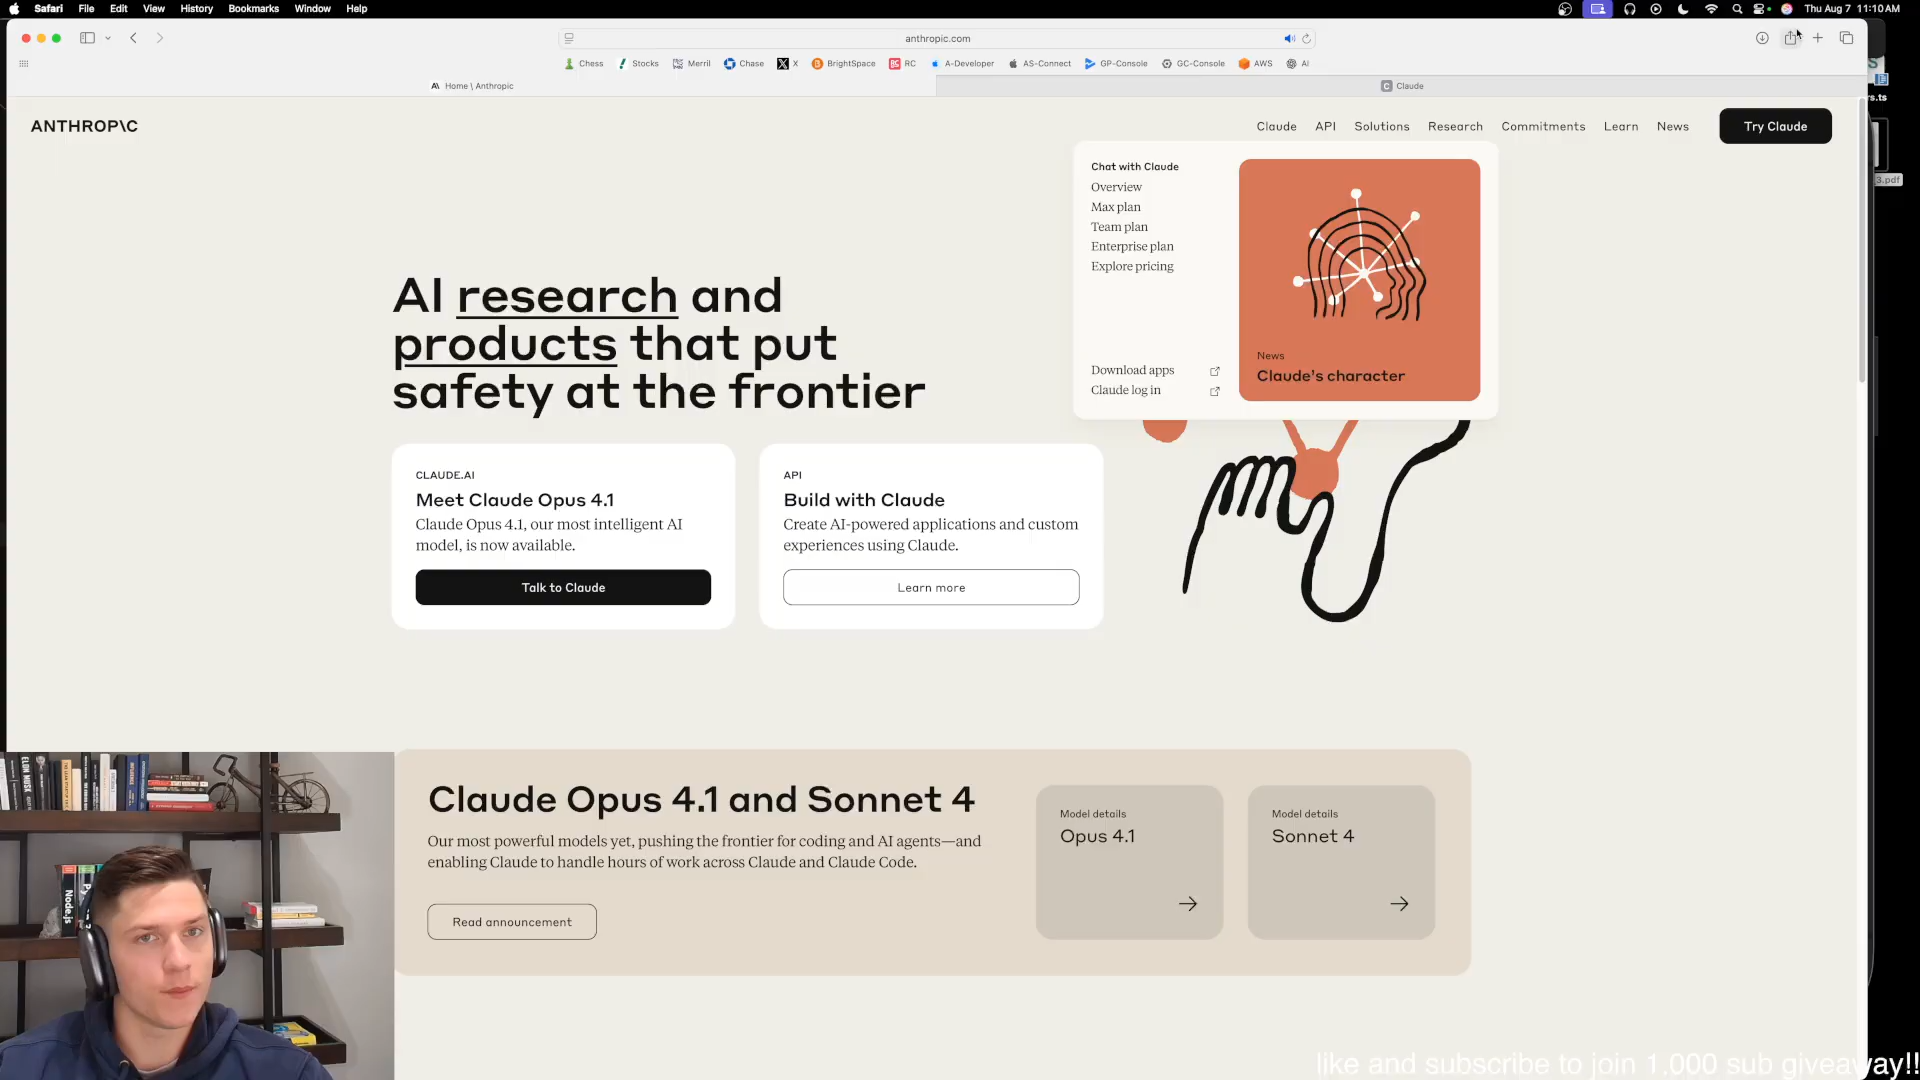 Safari File Edit View History Bookmarks Window Help
Thu Aug 7 11:10 AM
anthropic.com
Chess Stocks Merril Chase X BrightSpace RC A-Developer AS-Connect GP-Console GC-Console AWS AI
Home \ Anthropic
Claude
rs.ts
3.pdf
ANTHROP\C
Claude API Solutions Research Commitments Learn News
Try Claude
Chat with Claude
Overview
Max plan
Team plan
Enterprise plan
Explore pricing
Download apps
Claude log in
News
Claude's character
AI research and
products that put
safety at the frontier
CLAUDE.AI
Meet Claude Opus 4.1
Claude Opus 4.1, our most intelligent AI
model, is now available.
Talk to Claude
API
Build with Claude
Create AI-powered applications and custom
experiences using Claude.
Learn more
Claude Opus 4.1 and Sonnet 4
Our most powerful models yet, pushing the frontier for coding and AI agents—and
enabling Claude to handle hours of work across Claude and Claude Code.
Read announcement
Model details
Opus 4.1
Model details
Sonnet 4
ELON MUSK
Node.js
like and subscribe to join 1,000 sub giveaway!!